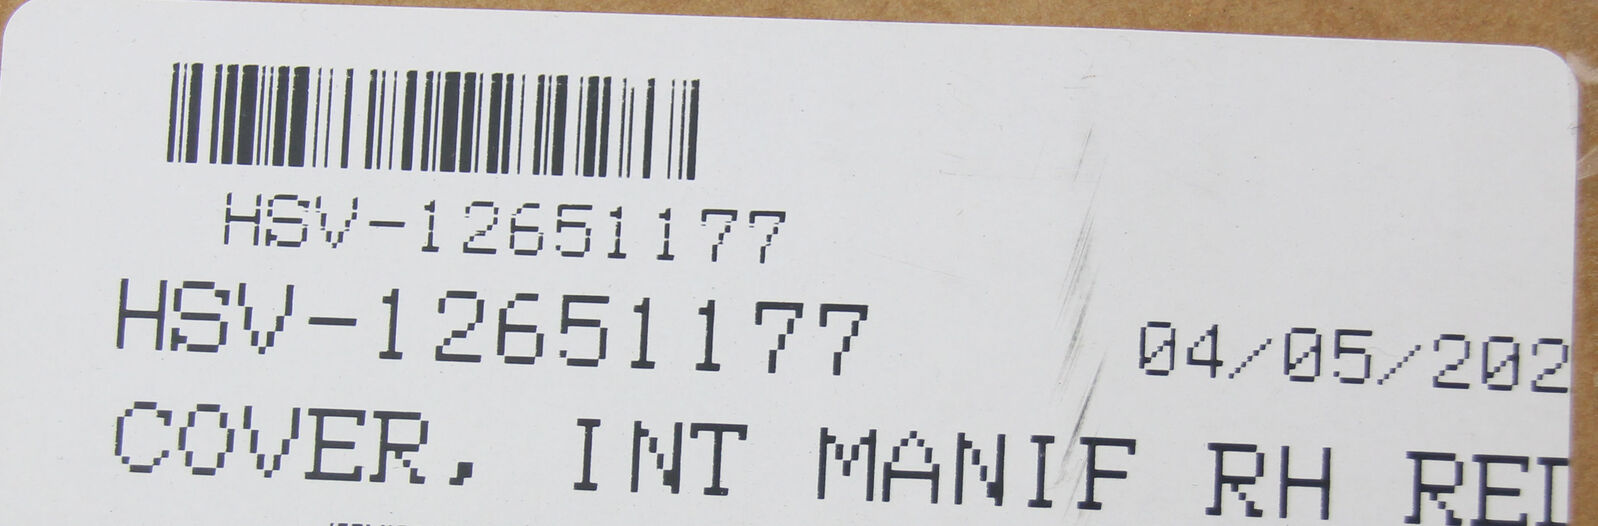 HSV-12651177
HSV-12651177 04/05/202
COVER, INT MANIF RH RED